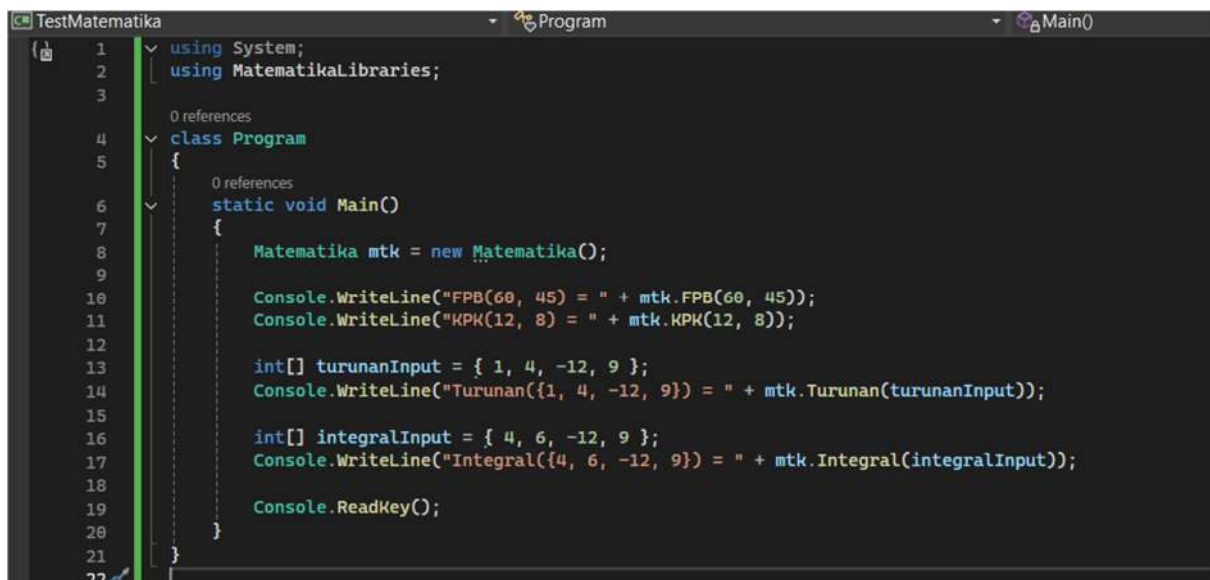 TestMatematika Program Main()
1 using System;
2 using MatematikaLibraries;
3
0 references
4 class Program
5 {
0 references
6 static void Main()
7 {
8 Matematika mtk = new Matematika();
9
10 Console.WriteLine("FPB(60, 45) = " + mtk.FPB(60, 45));
11 Console.WriteLine("KPK(12, 8) = " + mtk.KPK(12, 8));
12
13 int[] turunanInput = { 1, 4, -12, 9 };
14 Console.WriteLine("Turunan({1, 4, -12, 9}) = " + mtk.Turunan(turunanInput));
15
16 int[] integralInput = { 4, 6, -12, 9 };
17 Console.WriteLine("Integral({4, 6, -12, 9}) = " + mtk.Integral(integralInput));
18
19 Console.ReadKey();
20 }
21 }
22